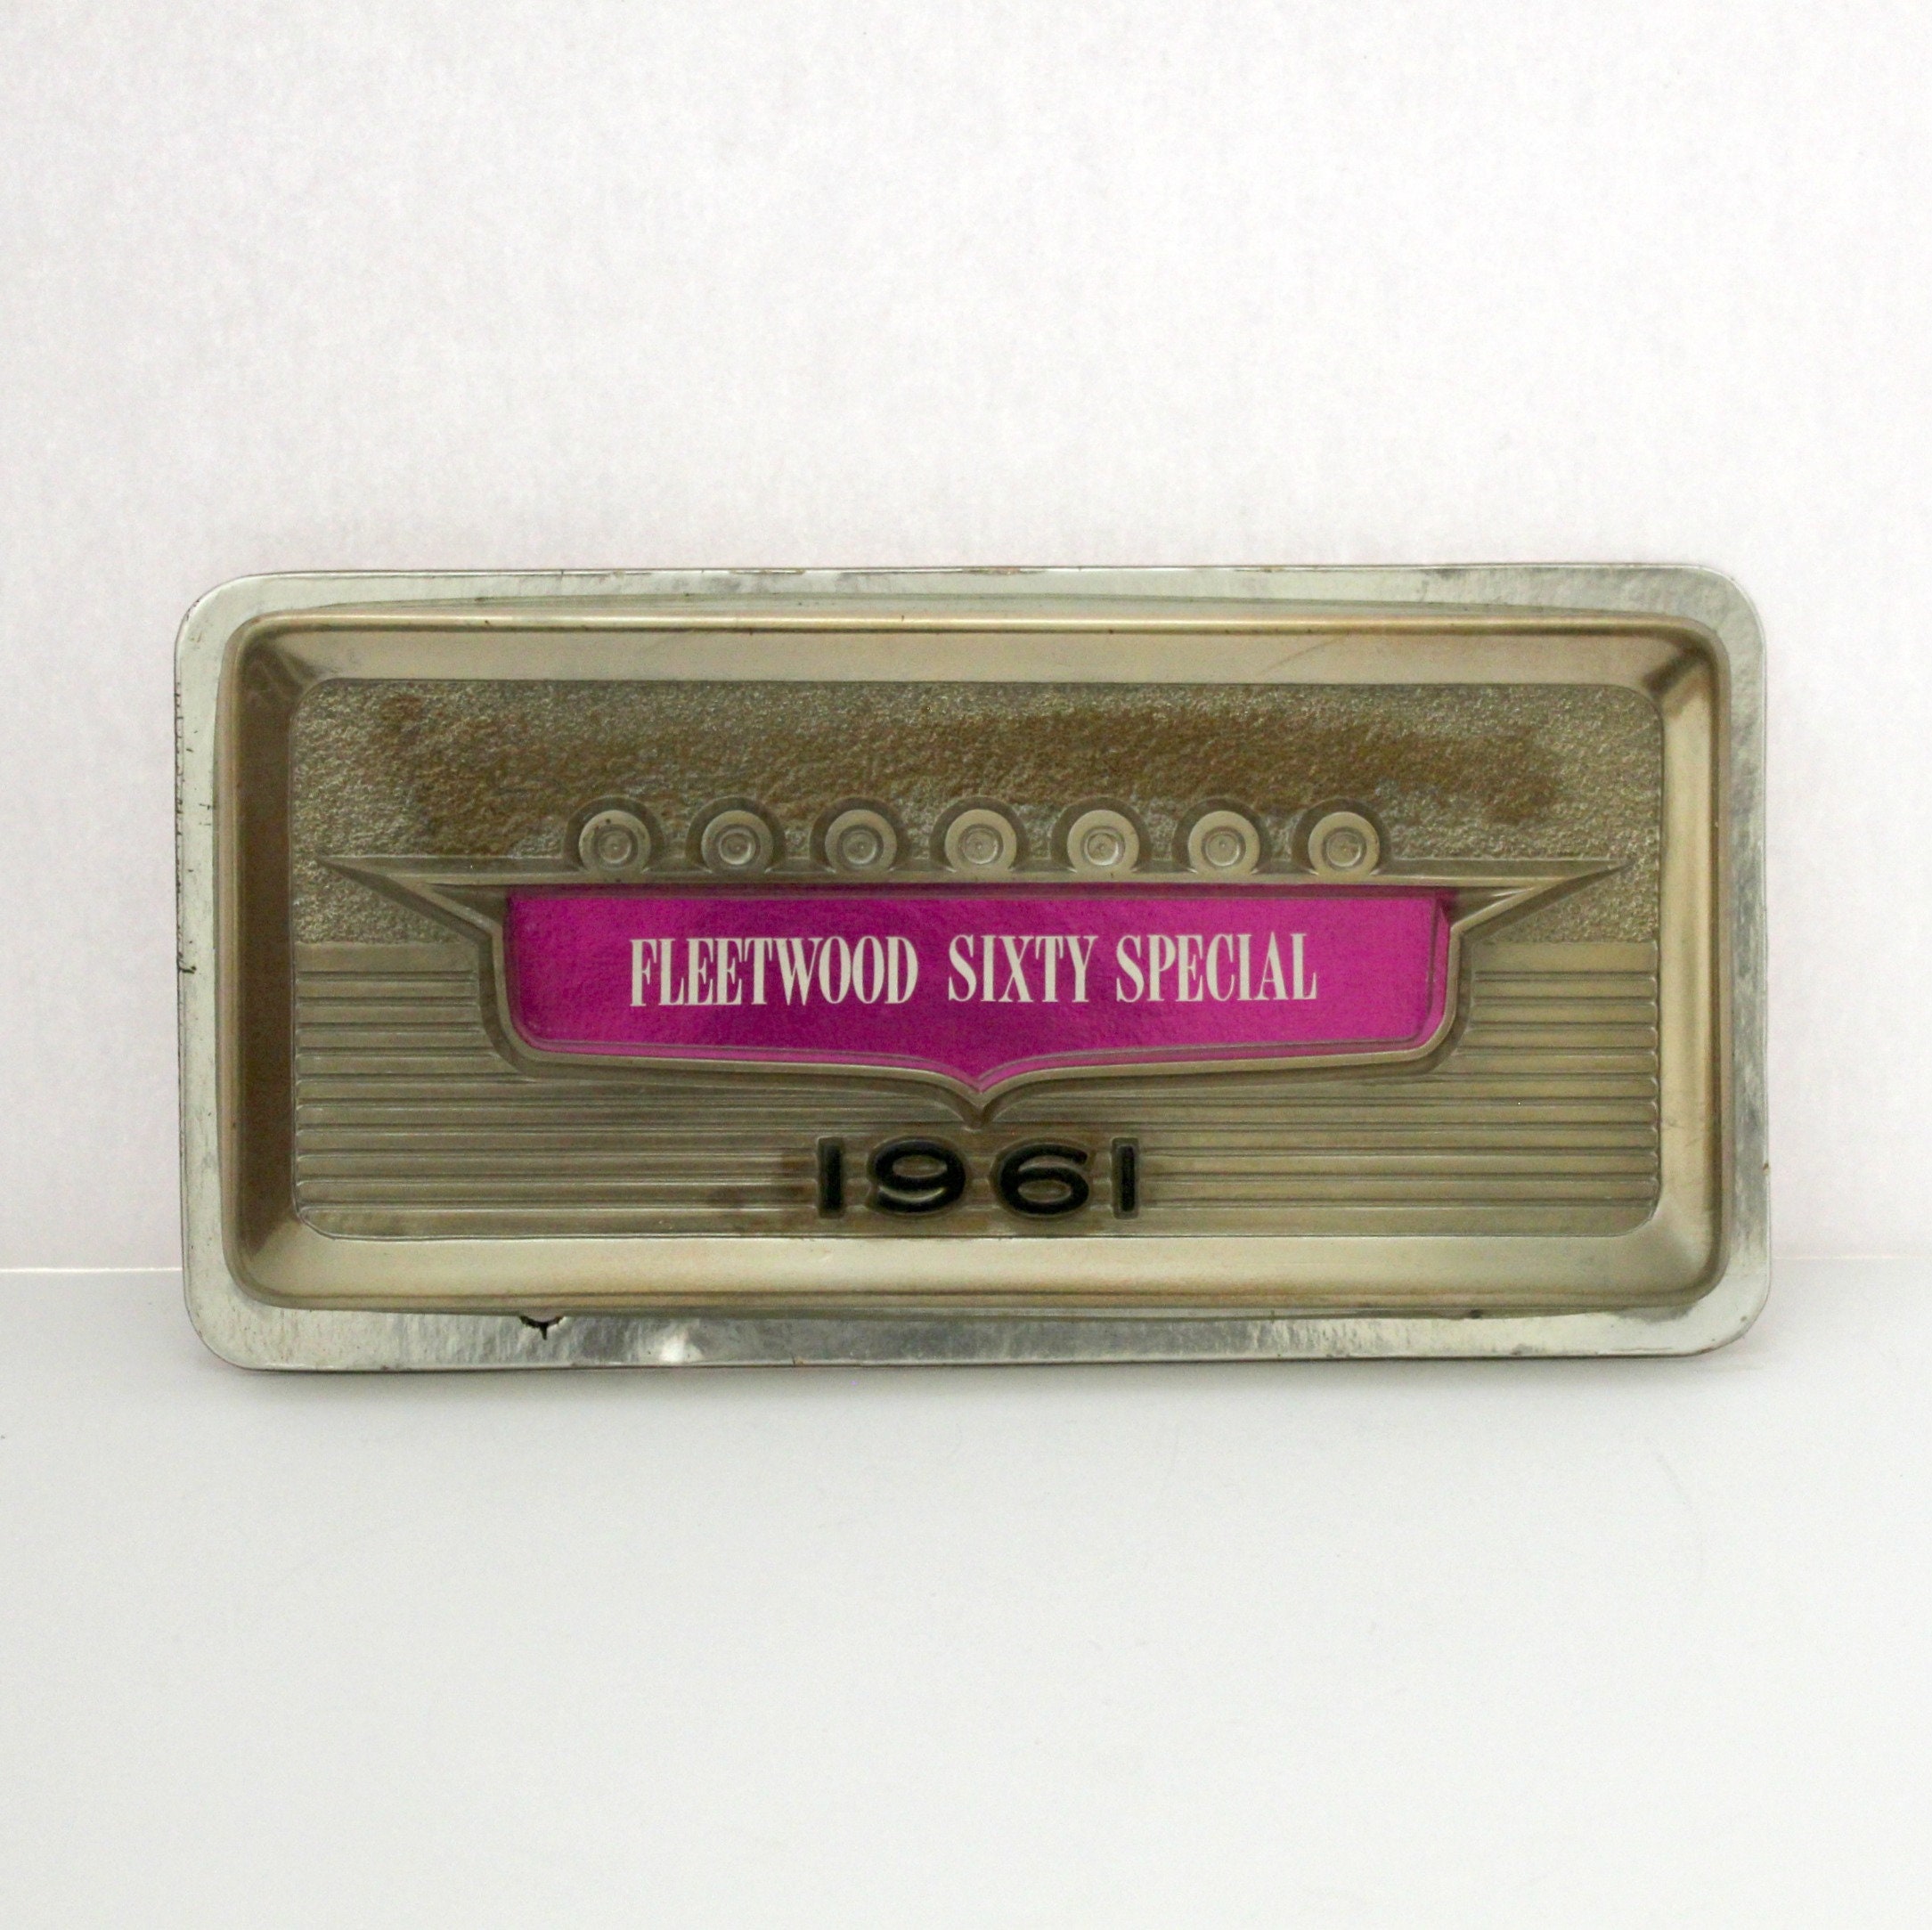 FLEETWOOD SIXTY SPECIAL
1961